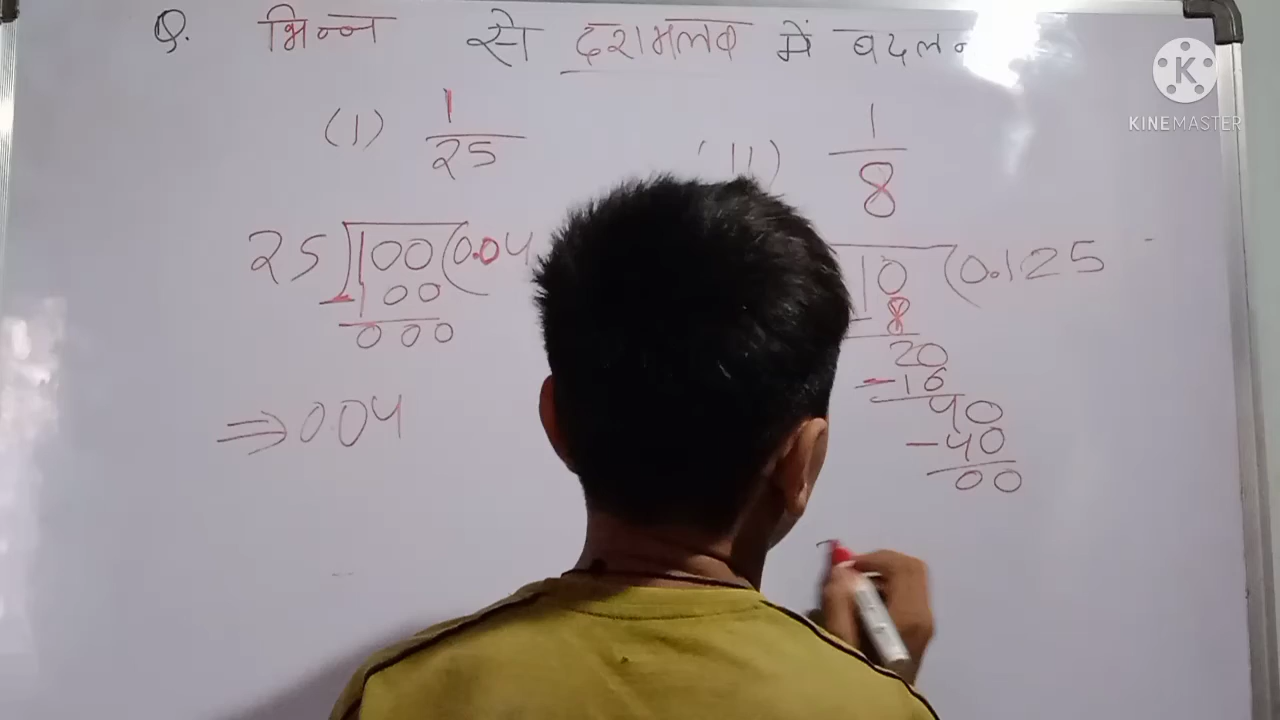 Q. भिन्न से दशमलव में बदल
(I) 1/25
(II) 1/8
25)100(0.04
- 100
000
⇒ 0.04
10(0.125
- 8
20
- 16
40
- 40
00
K
KINEMASTER